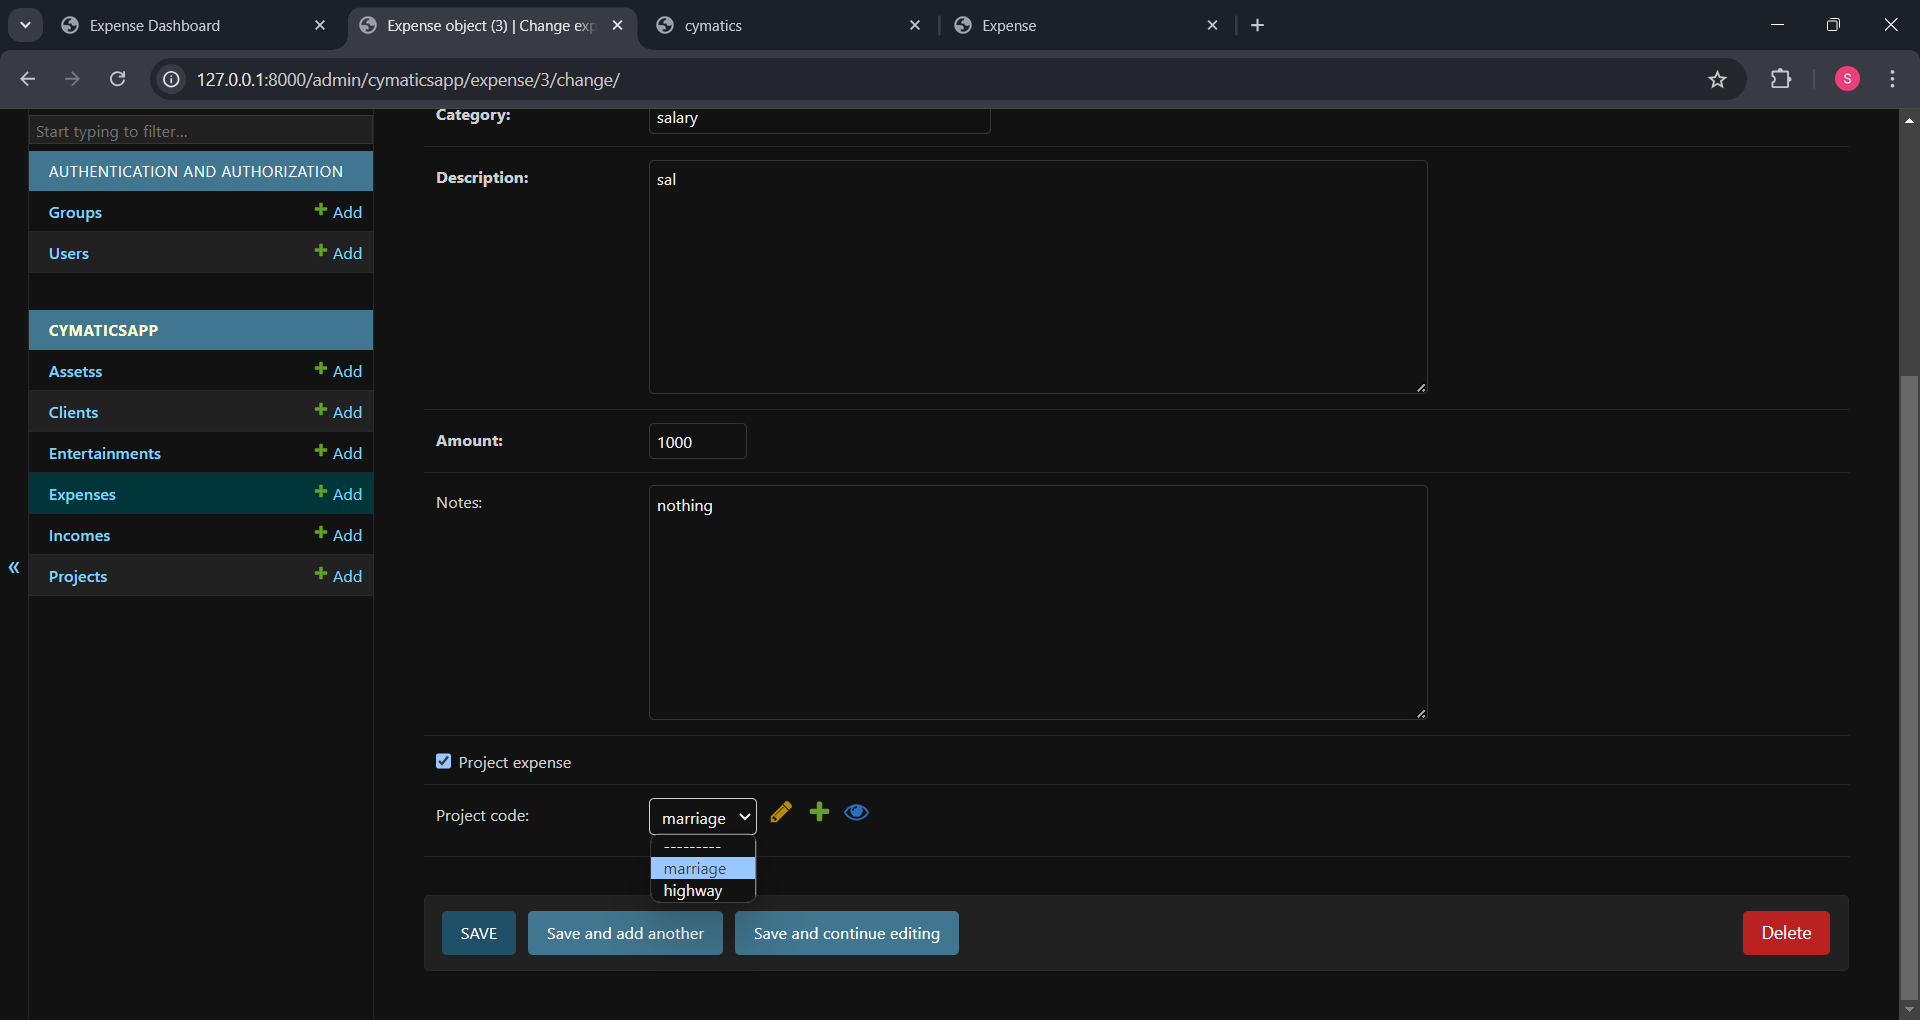 Expense Dashboard
Expense object (3) | Change exp
cymatics
Expense
127.0.0.1:8000/admin/cymaticsapp/expense/3/change/
S
Start typing to filter...
AUTHENTICATION AND AUTHORIZATION
Groups
Add
Users
Add
CYMATICSAPP
Assetss
Add
Clients
Add
Entertainments
Add
Expenses
Add
Incomes
Add
Projects
Add
«
Category:
salary
Description:
sal
Amount:
1000
Notes:
nothing
Project expense
Project code:
marriage
---------
marriage
highway
SAVE
Save and add another
Save and continue editing
Delete